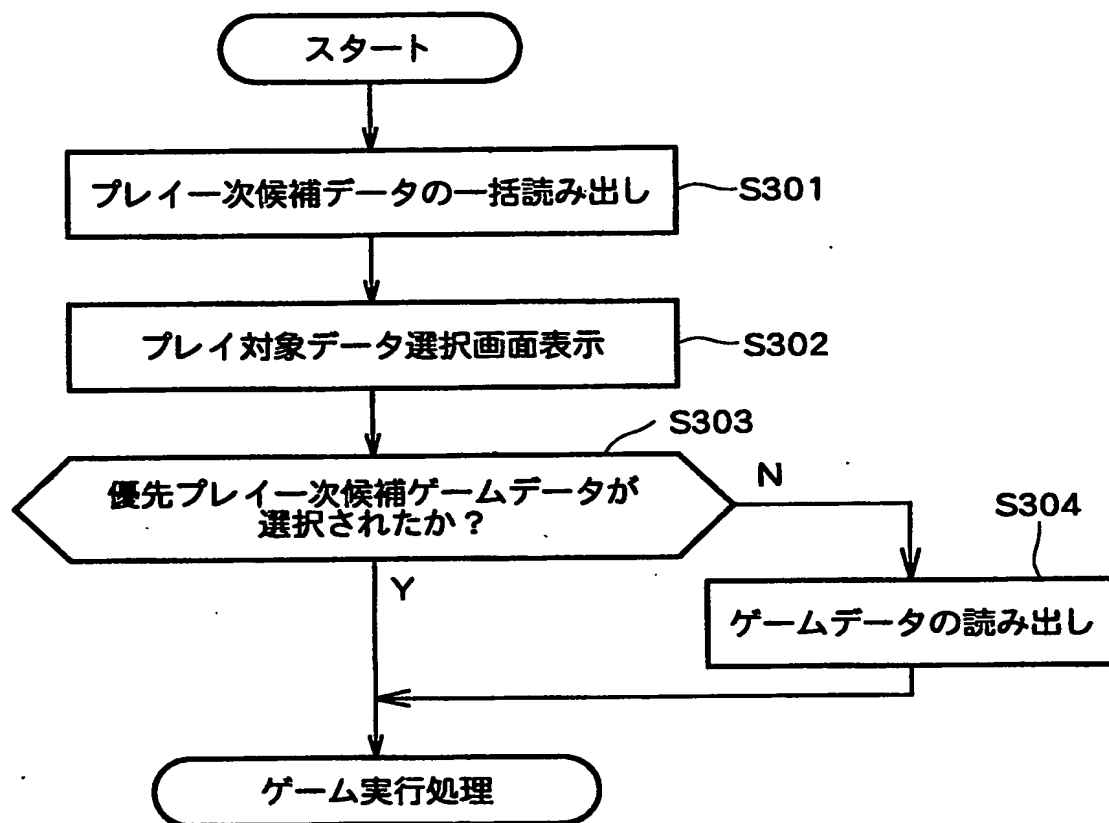 スタート
プレイ一次候補データの一括読み出し
S301
プレイ対象データ選択画面表示
S302
S303
優先プレイ一次候補ゲームデータが
選択されたか？
N
S304
Y
ゲームデータの読み出し
ゲーム実行処理